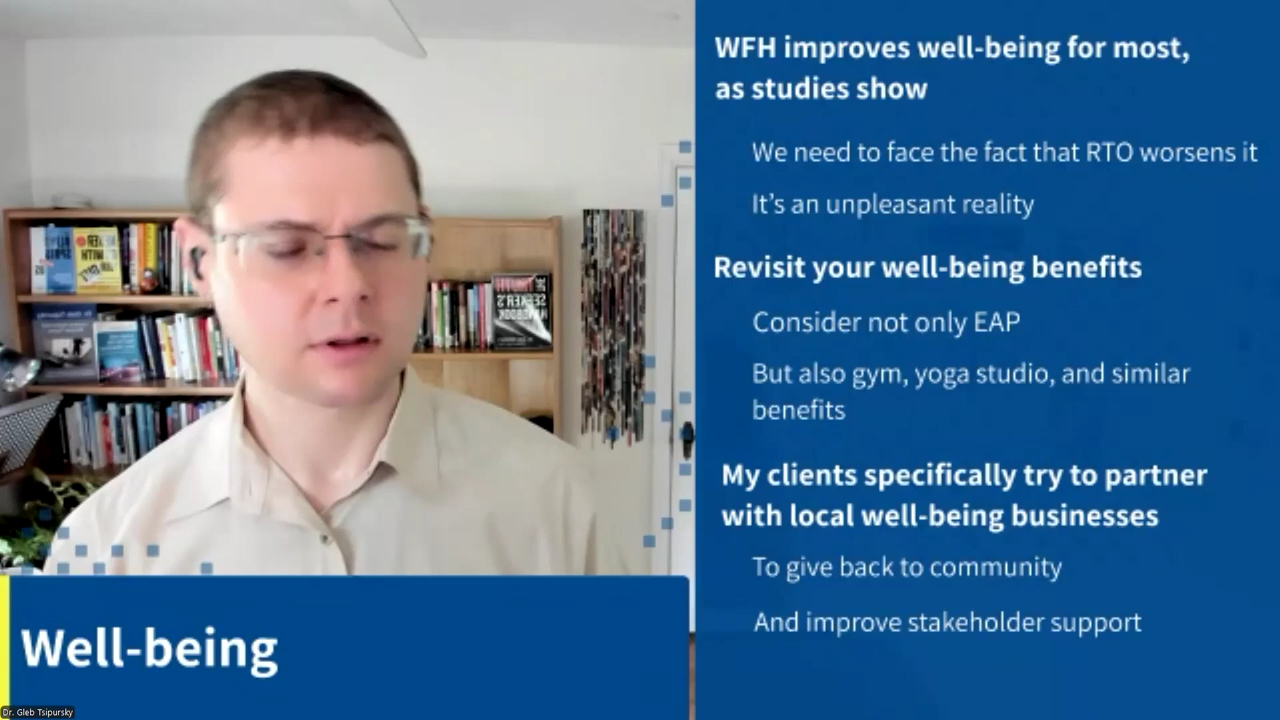 WFH improves well-being for most,
as studies show
We need to face the fact that RTO worsens it
It's an unpleasant reality
Revisit your well-being benefits
Consider not only EAP
But also gym, yoga studio, and similar
benefits
My clients specifically try to partner
with local well-being businesses
To give back to community
And improve stakeholder support
SEEKER'S
HANDBOOK
Well-being
Dr. Gleb Tsipursky